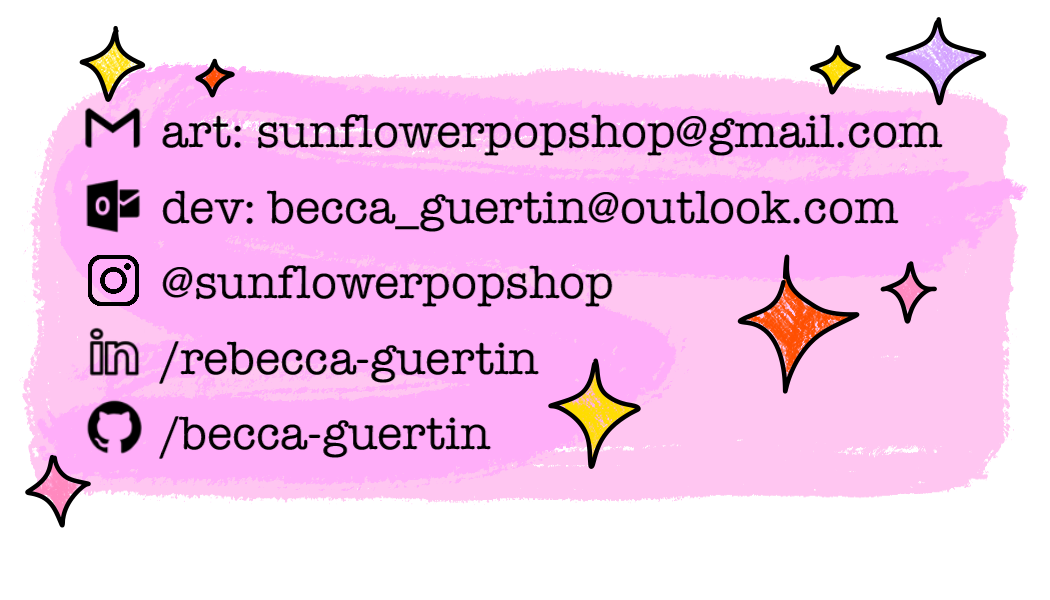 art: sunflowerpopshop@gmail.com
dev: becca_guertin@outlook.com
@sunflowerpopshop
/rebecca-guertin
/becca-guertin